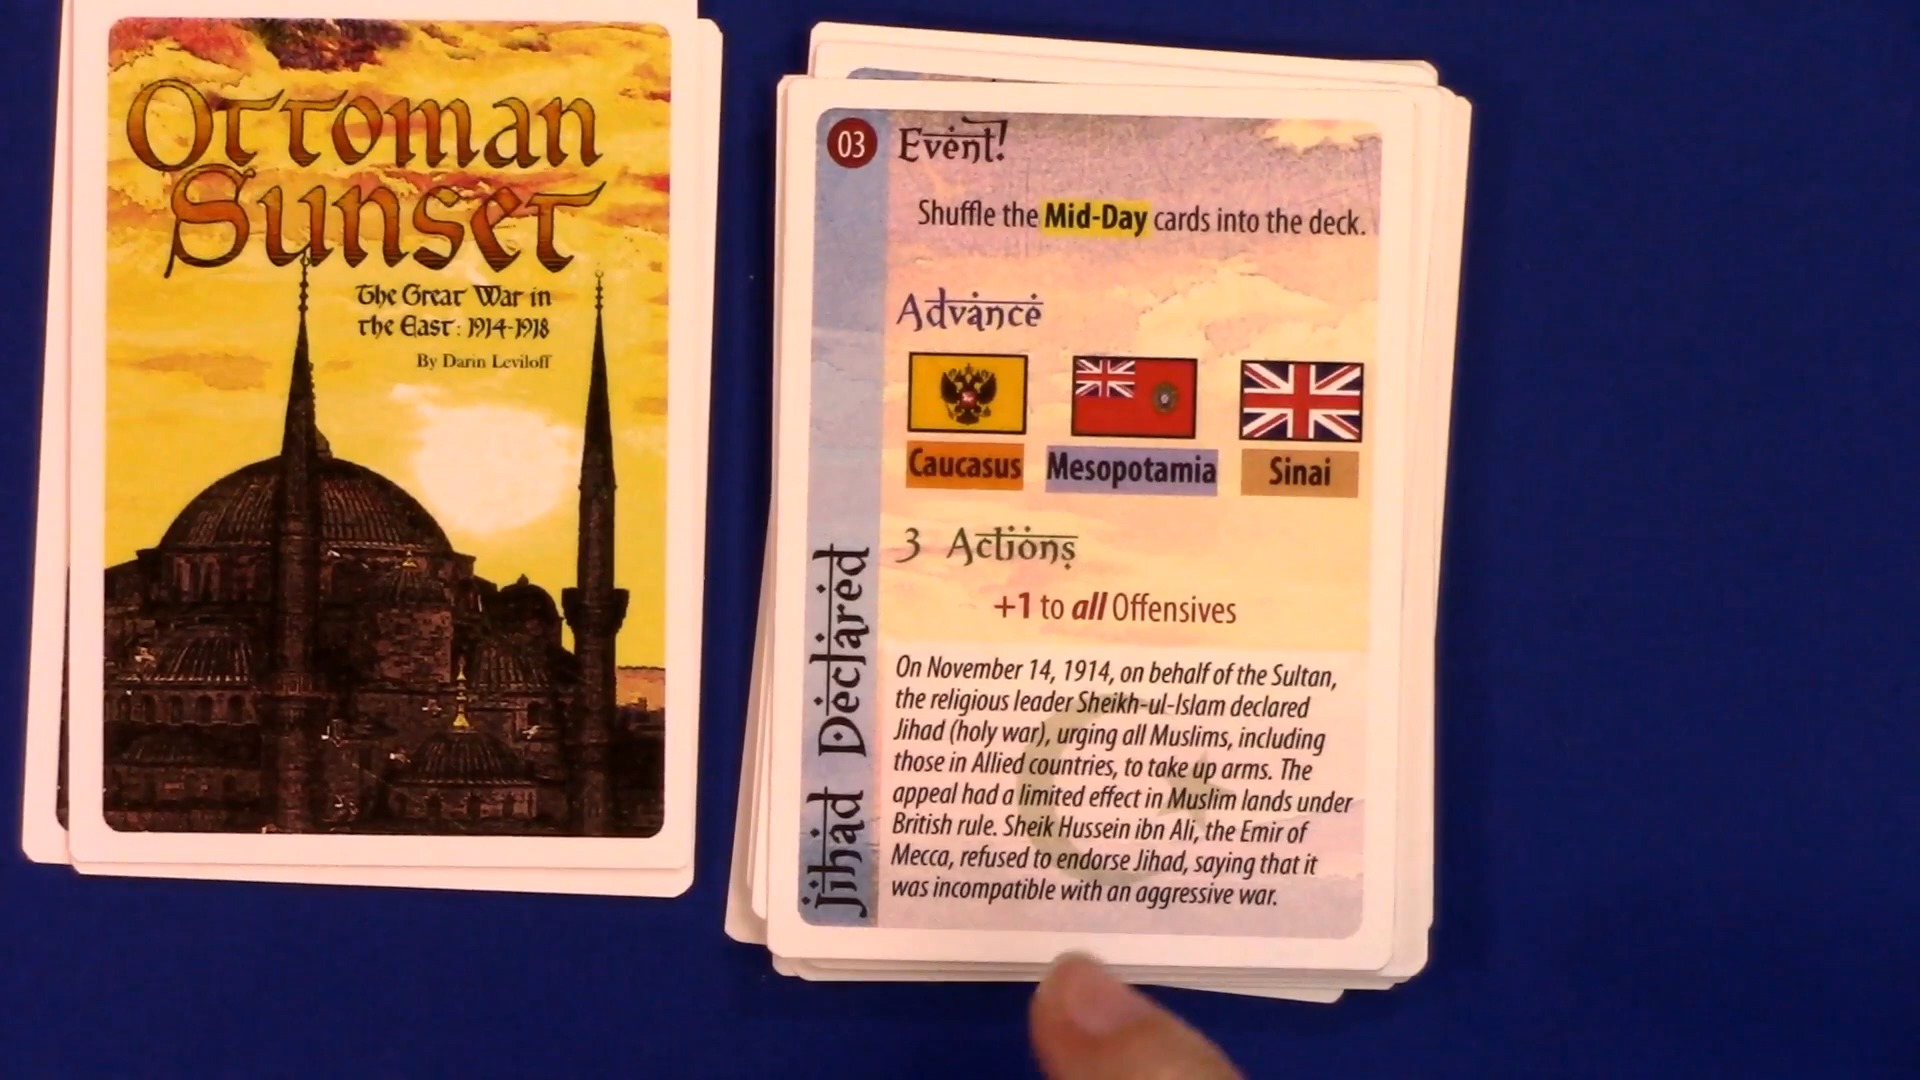 Ottoman
Sunset
The Great War in
the East: 1914-1918
By Darin Leviloff
03
Event!
Shuffle the Mid-Day cards into the deck.
Advance
Caucasus Mesopotamia Sinai
3 Actions
+1 to all Offensives
On November 14, 1914, on behalf of the Sultan,
the religious leader Sheikh-ul-Islam declared
Jihad (holy war), urging all Muslims, including
those in Allied countries, to take up arms. The
appeal had a limited effect in Muslim lands under
British rule. Sheik Hussein ibn Ali, the Emir of
Mecca, refused to endorse Jihad, saying that it
was incompatible with an aggressive war.
Jihad Declared